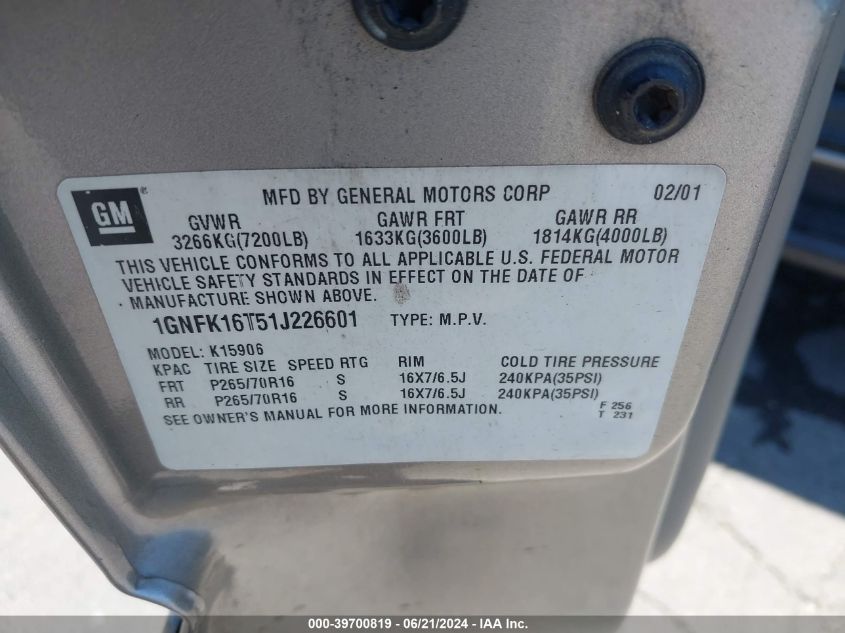 GM ® MFD BY GENERAL MOTORS CORP 02/01
GVWR GAWR FRT GAWR RR
3266KG(7200LB) 1633KG(3600LB) 1814KG(4000LB)
THIS VEHICLE CONFORMS TO ALL APPLICABLE U.S. FEDERAL MOTOR
VEHICLE SAFETY STANDARDS IN EFFECT ON THE DATE OF
MANUFACTURE SHOWN ABOVE.
1GNFK16T51J226601 TYPE: M.P.V.
MODEL: K15906
KPAC TIRE SIZE SPEED RTG RIM COLD TIRE PRESSURE
FRT P265/70R16 S 16X7/6.5J 240KPA(35PSI)
RR P265/70R16 S 16X7/6.5J 240KPA(35PSI)
SEE OWNER'S MANUAL FOR MORE INFORMATION.
F 256
T 231
000-39700819 - 06/21/2024 - IAA Inc.